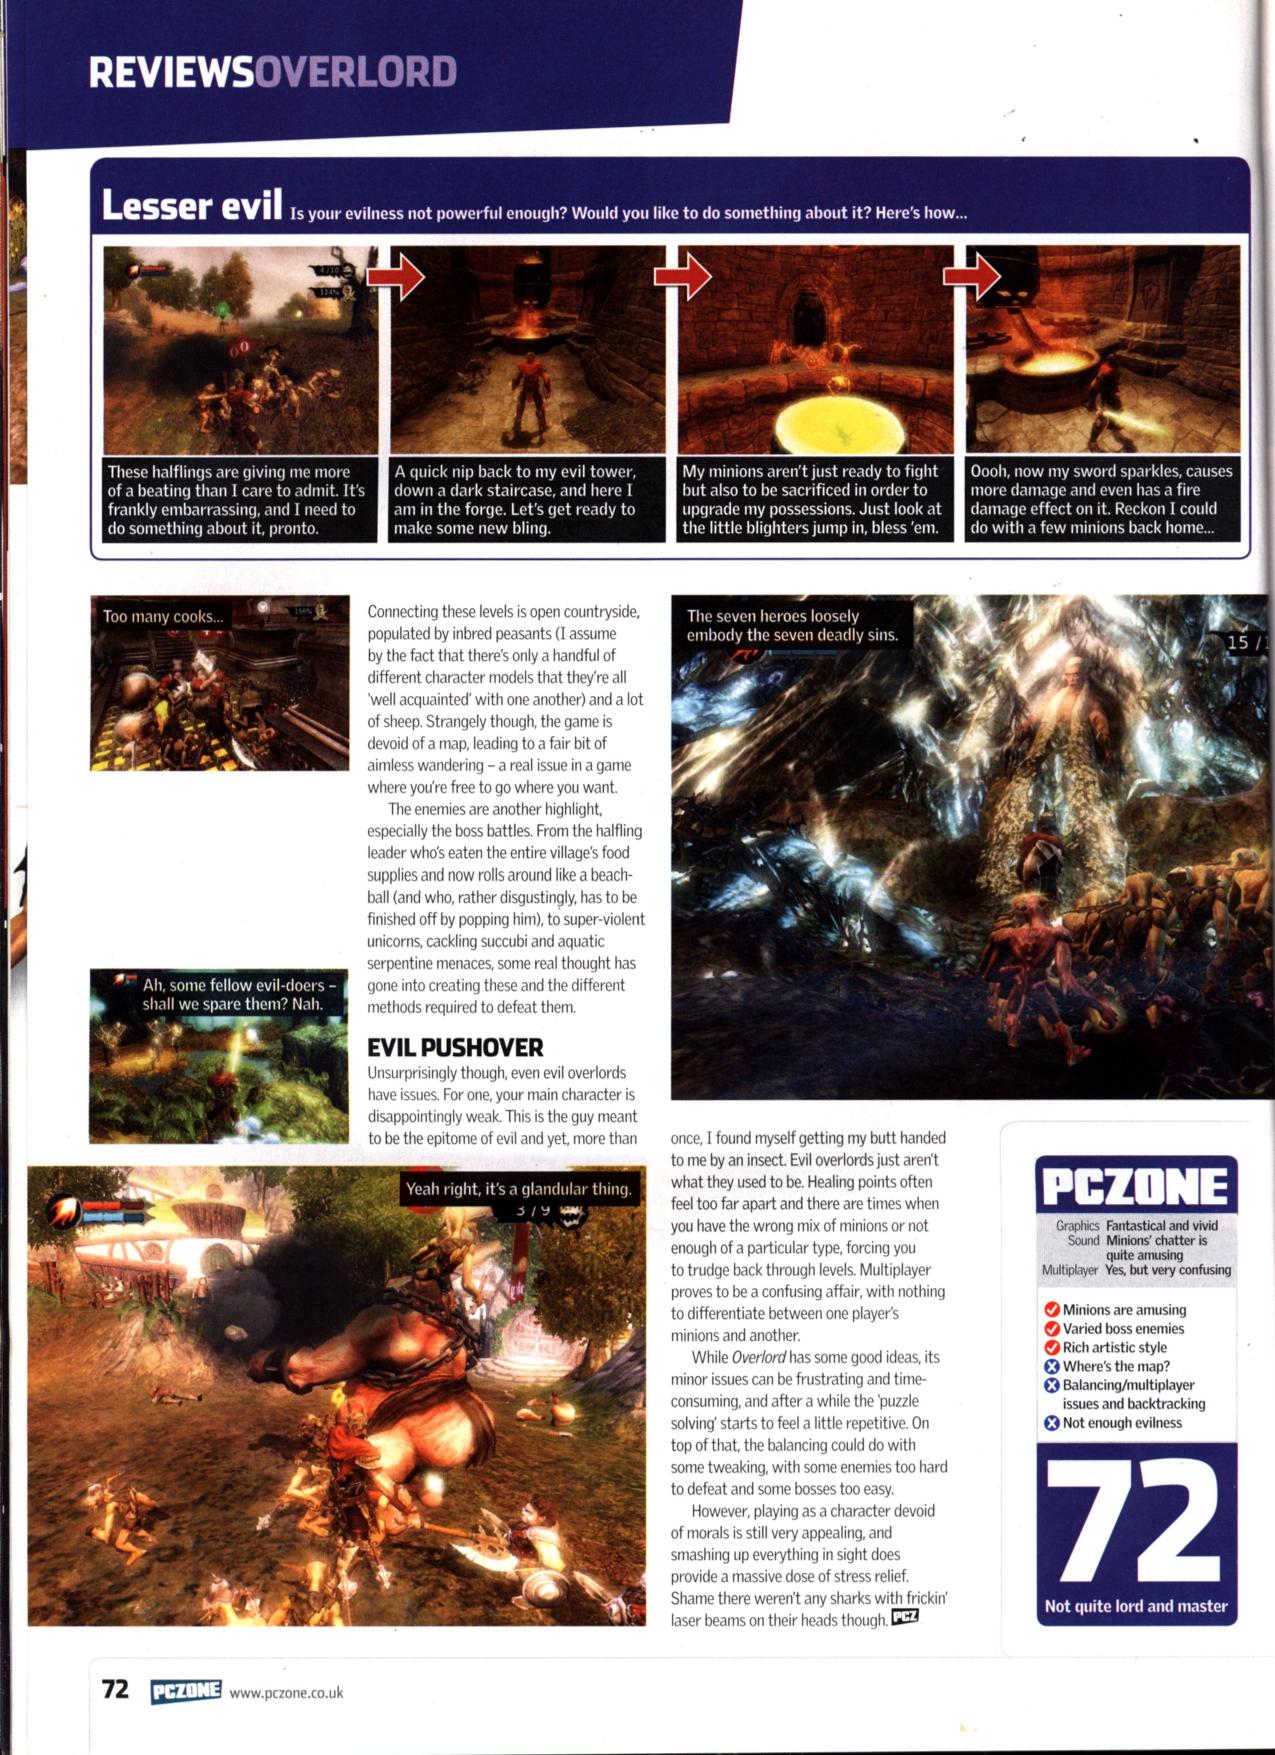 REVIEWSOVERLORD
Lesser evil Is your evilness not powerful enough? Would you like to do something about it? Here's how...
4/10
124%
These halflings are giving me more
of a beating than I care to admit. It's
frankly embarrassing, and I need to
do something about it, pronto.
A quick nip back to my evil tower,
down a dark staircase, and here I
am in the forge. Let's get ready to
make some new bling.
My minions aren't just ready to fight
but also to be sacrificed in order to
upgrade my possessions. Just look at
the little blighters jump in, bless 'em.
Oooh, now my sword sparkles, causes
more damage and even has a fire
damage effect on it. Reckon I could
do with a few minions back home...
Too many cooks...
156%
Ah, some fellow evil-doers –
shall we spare them? Nah.
Connecting these levels is open countryside,
populated by inbred peasants (I assume
by the fact that there's only a handful of
different character models that they're all
'well acquainted' with one another) and a lot
of sheep. Strangely though, the game is
devoid of a map, leading to a fair bit of
aimless wandering – a real issue in a game
where you're free to go where you want.
The enemies are another highlight,
especially the boss battles. From the halfling
leader who's eaten the entire village's food
supplies and now rolls around like a beach-
ball (and who, rather disgustingly, has to be
finished off by popping him), to super-violent
unicorns, cackling succubi and aquatic
serpentine menaces, some real thought has
gone into creating these and the different
methods required to defeat them.
EVIL PUSHOVER
Unsurprisingly though, even evil overlords
have issues. For one, your main character is
disappointingly weak. This is the guy meant
to be the epitome of evil and yet, more than
The seven heroes loosely
embody the seven deadly sins.
15 /
Yeah right, it's a glandular thing.
3 / 9
once, I found myself getting my butt handed
to me by an insect. Evil overlords just aren't
what they used to be. Healing points often
feel too far apart and there are times when
you have the wrong mix of minions or not
enough of a particular type, forcing you
to trudge back through levels. Multiplayer
proves to be a confusing affair, with nothing
to differentiate between one player's
minions and another.
While Overlord has some good ideas, its
minor issues can be frustrating and time-
consuming, and after a while the 'puzzle
solving' starts to feel a little repetitive. On
top of that, the balancing could do with
some tweaking, with some enemies too hard
to defeat and some bosses too easy.
However, playing as a character devoid
of morals is still very appealing, and
smashing up everything in sight does
provide a massive dose of stress relief.
Shame there weren't any sharks with frickin'
laser beams on their heads though. PCZ
PCZONE
Graphics Fantastical and vivid
Sound Minions' chatter is
quite amusing
Multiplayer Yes, but very confusing
Minions are amusing
Varied boss enemies
Rich artistic style
Where's the map?
Balancing/multiplayer
issues and backtracking
Not enough evilness
72
Not quite lord and master
72 PCZONE www.pczone.co.uk